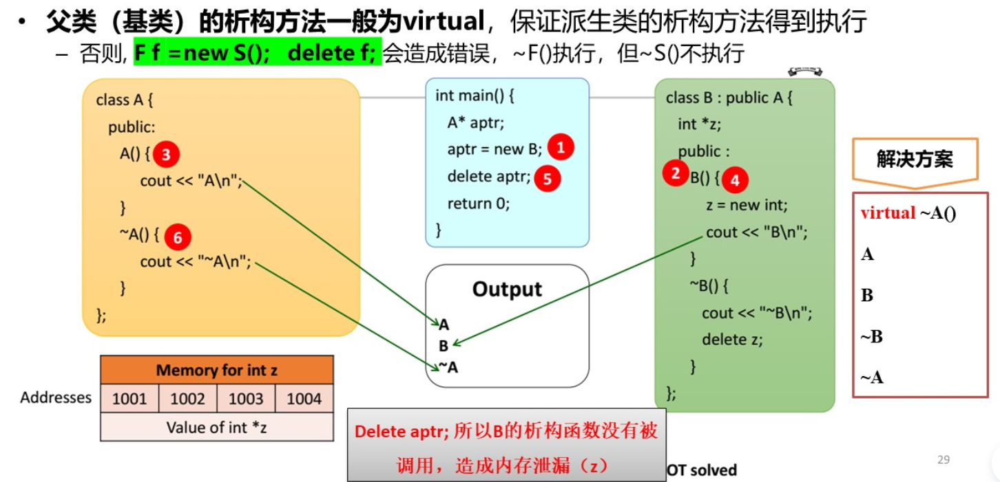 • 父类（基类）的析构方法一般为virtual，保证派生类的析构方法得到执行
– 否则, F f =new S(); delete f; 会造成错误，~F()执行，但~S()不执行
class A {
public:
A() { 3
cout << "A\n";
}
~A() { 6
cout << "~A\n";
}
};
int main() {
A* aptr;
aptr = new B; 1
delete aptr; 5
return 0;
}
Output
A
B
~A
class B : public A {
int *z;
public :
2 B() { 4
z = new int;
cout << "B\n";
}
~B() {
cout << "~B\n";
delete z;
}
};
解决方案
virtual ~A()
A
B
~B
~A
Memory for int z
Addresses 1001 1002 1003 1004
Value of int *z
Delete aptr; 所以B的析构函数没有被
调用，造成内存泄漏（z）
OT solved
29